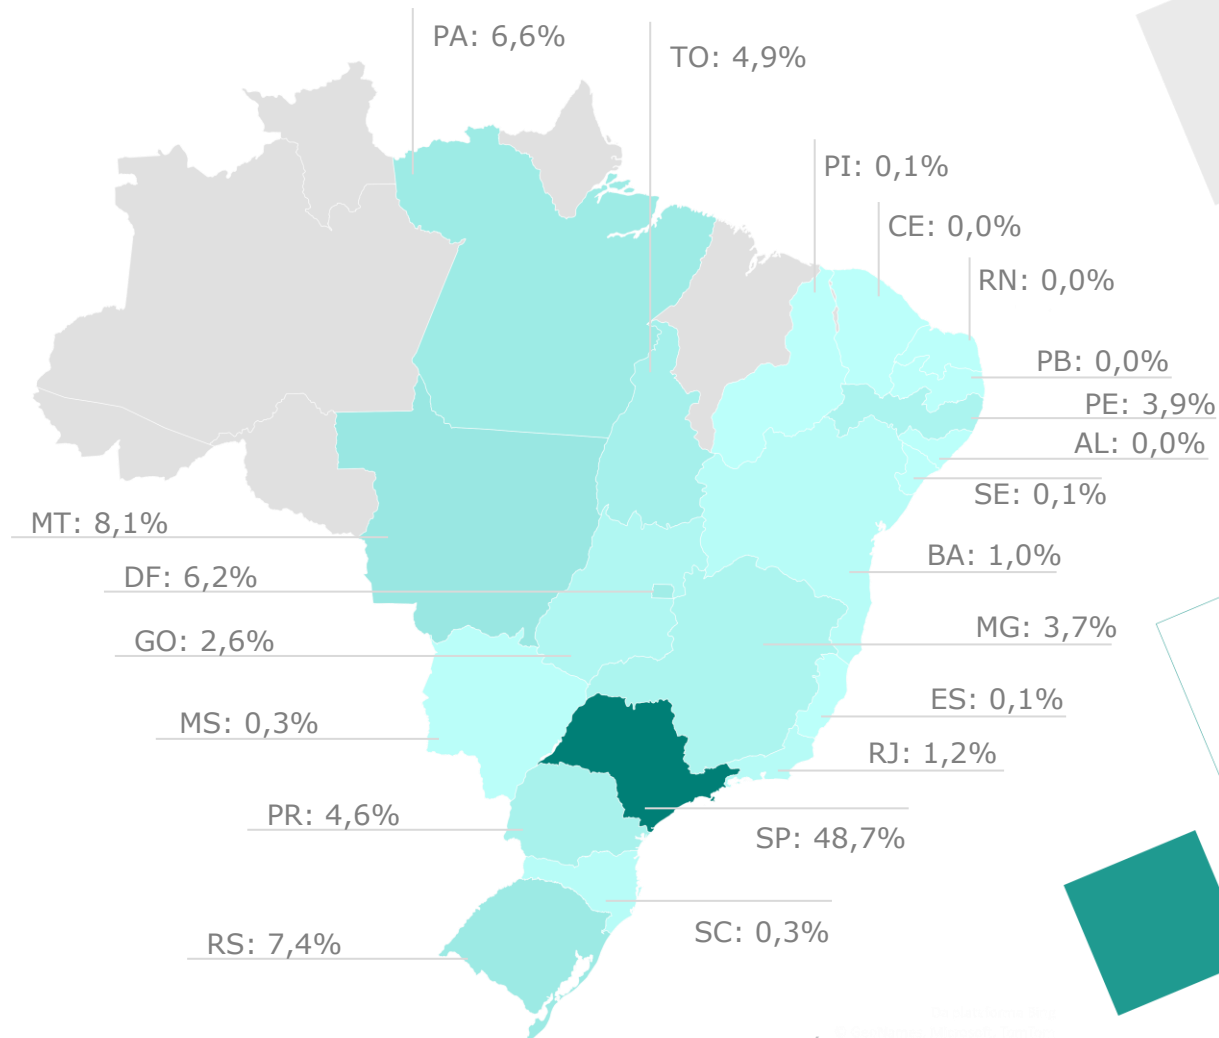 PA: 6,6%
TO: 4,9%
PI: 0,1%
CE: 0,0%
RN: 0,0%
PB: 0,0%
PE: 3,9%
AL: 0,0%
SE: 0,1%
MT: 8,1%
BA: 1,0%
DF: 6,2%
MG: 3,7%
GO: 2,6%
ES: 0,1%
MS: 0,3%
RJ: 1,2%
PR: 4,6%
SP: 48,7%
SC: 0,3%
RS: 7,4%